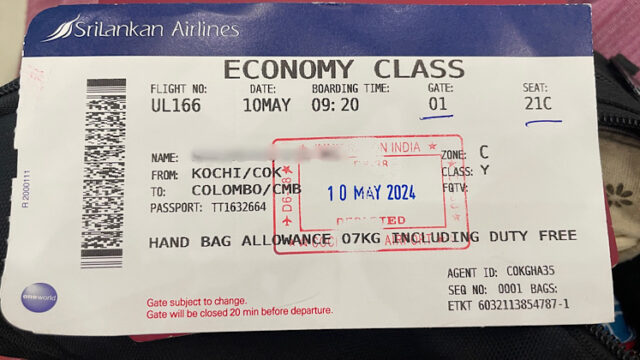 SriLankan Airlines
ECONOMY CLASS
FLIGHT NO: DATE: BOARDING TIME: GATE: SEAT:
UL166 10MAY 09:20 01 21C
NAME:
ZONE: C
FROM: KOCHI/COK
CLASS: Y
TO: COLOMBO/CMB
FQTV:
PASSPORT: TT1632664
INDIA
10 MAY 2024
HAND BAG ALLOWANCE 07KG INCLUDING DUTY FREE
AGENT ID: COKGHA35
SEQ NO: 0001 BAGS:
ETKT 6032113854787-1
Gate subject to change.
Gate will be closed 20 min before departure.
oneworld
R 2000111